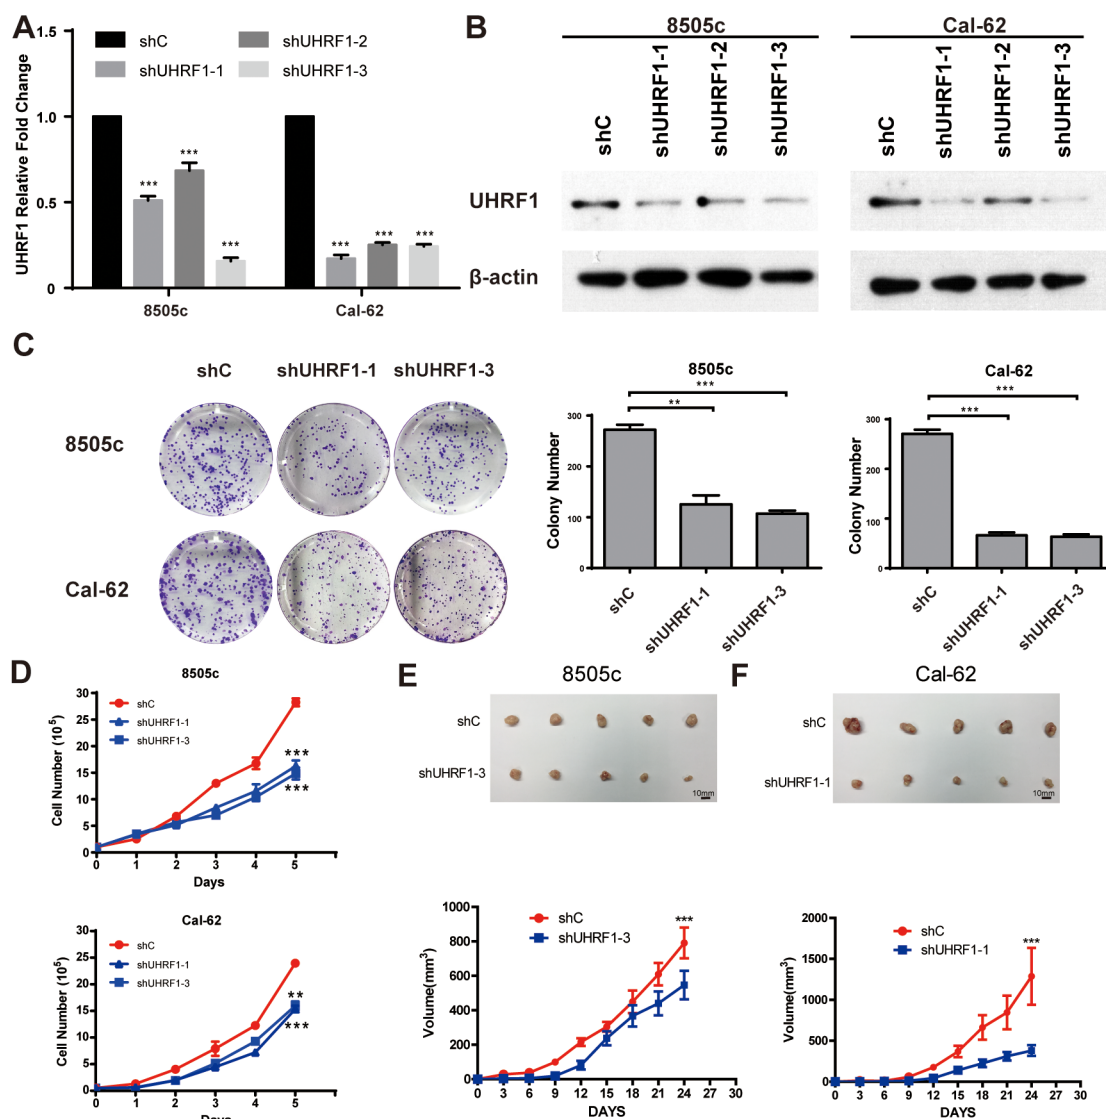 A
UHRF1 Relative Fold Change
1.5
1.0
0.5
0
shC
shUHRF1-1
shUHRF1-2
shUHRF1-3
***
***
***
***
***
***
8505c
Cal-62
B
8505c
Cal-62
shC
shUHRF1-1
shUHRF1-2
shUHRF1-3
shC
shUHRF1-1
shUHRF1-2
shUHRF1-3
UHRF1
β-actin
C
shC
shUHRF1-1
shUHRF1-3
8505c
Cal-62
8505c
***
**
Colony Number
300
200
100
0
shC
shUHRF1-1
shUHRF1-3
Cal-62
***
***
Colony Number
300
200
100
0
shC
shUHRF1-1
shUHRF1-3
D
8505c
Cell Number (10⁵)
30
25
20
15
10
5
0
shC
shUHRF1-1
shUHRF1-3
***
***
0 1 2 3 4 5
Days
Cal-62
Cell Number (10⁵)
30
25
20
15
10
5
0
shC
shUHRF1-1
shUHRF1-3
**
***
0 1 2 3 4 5
Days
E
8505c
shC
shUHRF1-3
10mm
Volume(mm³)
800
600
400
200
0
shC
shUHRF1-3
***
0 3 6 9 12 15 18 21 24 27 30
DAYS
F
Cal-62
shC
shUHRF1-1
10mm
Volume(mm³)
2000
1500
1000
500
0
shC
shUHRF1-1
***
0 3 6 9 12 15 18 21 24 27 30
DAYS